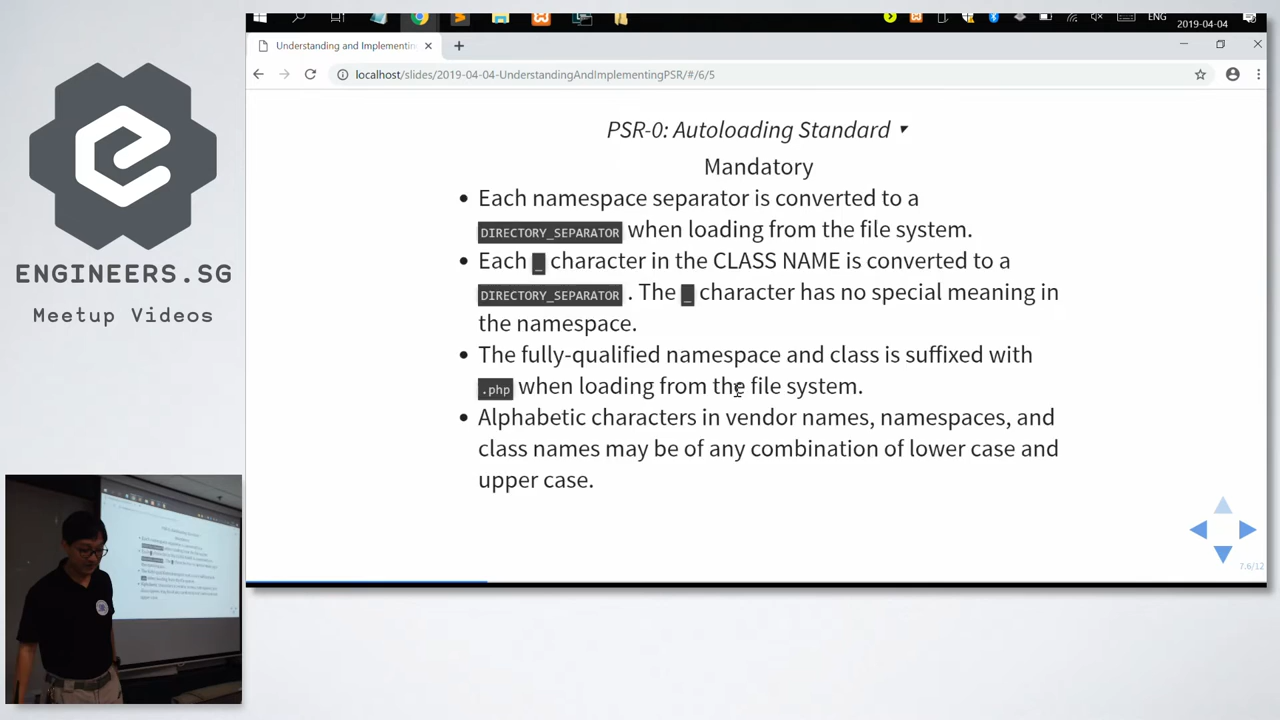 ENG
2019-04-04
Understanding and Implementin
localhost/slides/2019-04-04-UnderstandingAndImplementingPSR/#/6/5
PSR-0: Autoloading Standard
Mandatory
Each namespace separator is converted to a
DIRECTORY_SEPARATOR when loading from the file system.
Each _ character in the CLASS NAME is converted to a
DIRECTORY_SEPARATOR . The _ character has no special meaning in
the namespace.
The fully-qualified namespace and class is suffixed with
.php when loading from the file system.
Alphabetic characters in vendor names, namespaces, and
class names may be of any combination of lower case and
upper case.
7.6/12
ENGINEERS.SG
Meetup Videos